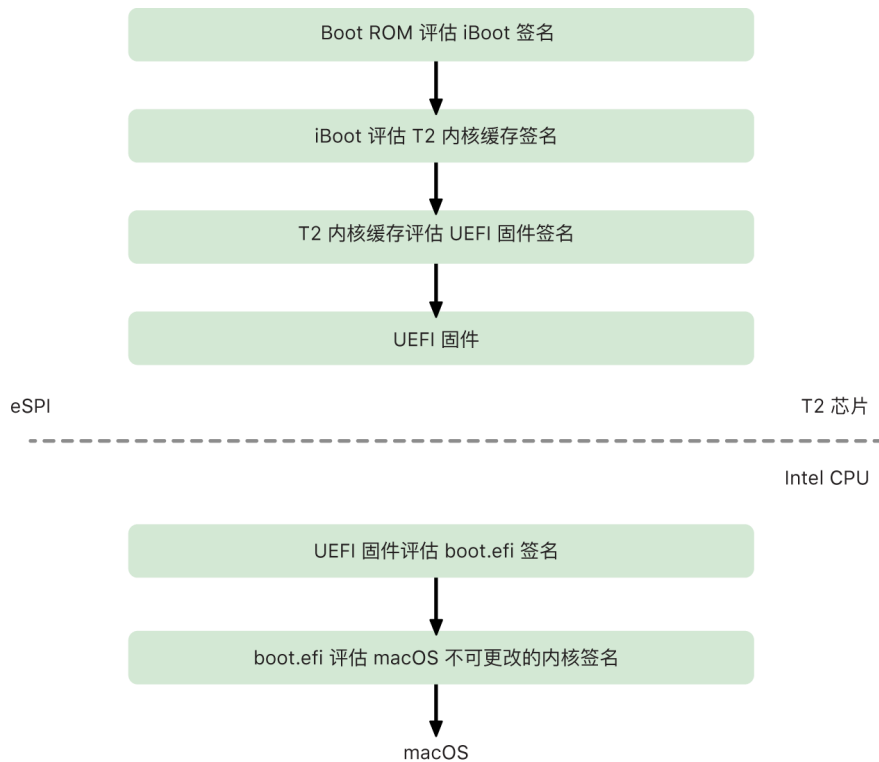 Boot ROM 评估 iBoot 签名
iBoot 评估 T2 内核缓存签名
T2 内核缓存评估 UEFI 固件签名
UEFI 固件
eSPI
T2 芯片
Intel CPU
UEFI 固件评估 boot.efi 签名
boot.efi 评估 macOS 不可更改的内核签名
macOS